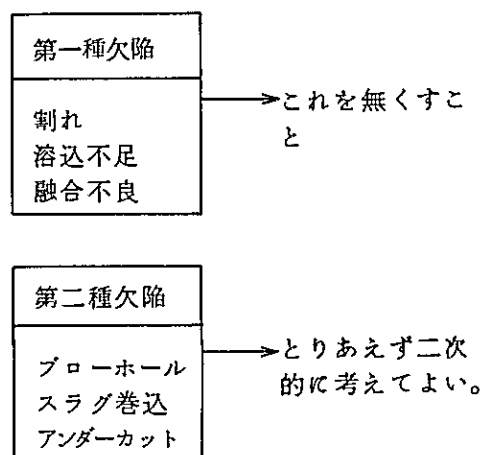 第一種欠陥
割れ
溶込不足
融合不良
これを無くすこ
と
第二種欠陥
ブローホール
スラグ巻込
アンダーカット
とりあえず二次
的に考えてよい。